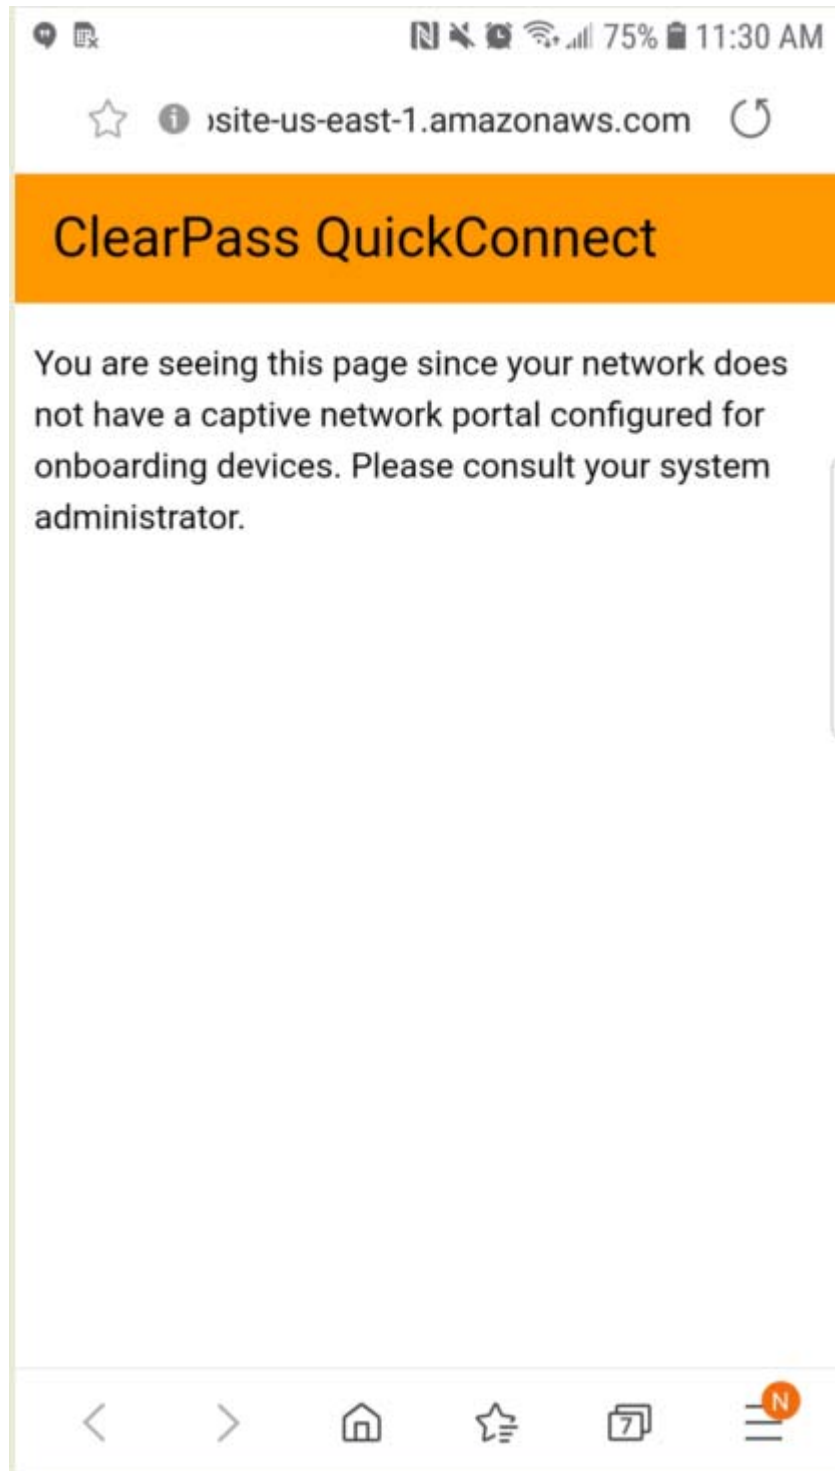 75% 11:30 AM
site-us-east-1.amazonaws.com
ClearPass QuickConnect
You are seeing this page since your network does
not have a captive network portal configured for
onboarding devices. Please consult your system
administrator.
7
N